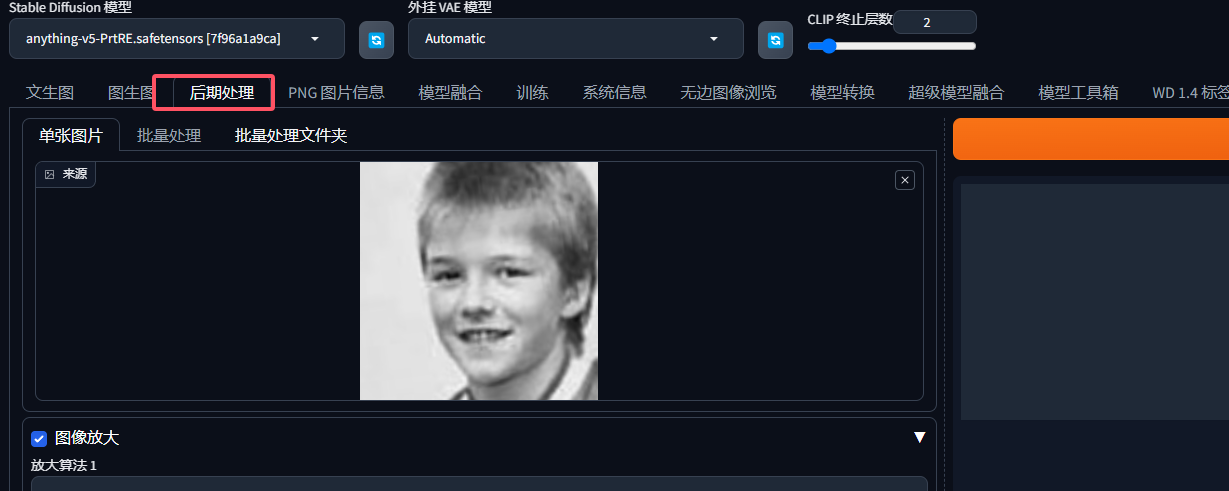 Stable Diffusion 模型
外挂 VAE 模型
CLIP 终止层数
2
anything-v5-PrtRE.safetensors [7f96a1a9ca]
Automatic
文生图 图生图 后期处理 PNG 图片信息 模型融合 训练 系统信息 无边图像浏览 模型转换 超级模型融合 模型工具箱 WD 1.4 标签
单张图片 批量处理 批量处理文件夹
来源
图像放大
放大算法 1